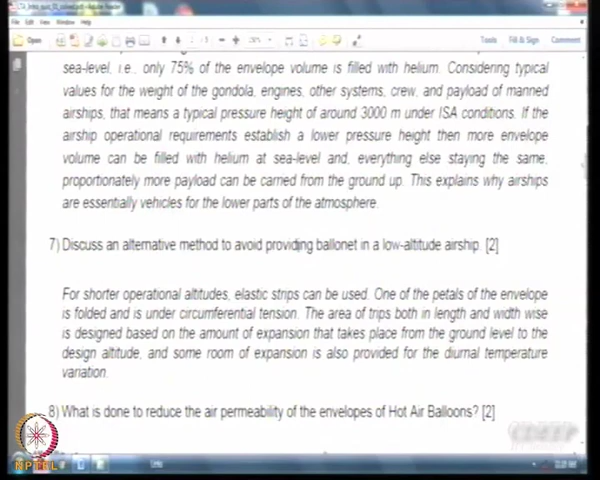 File Edit View Window Help
Open
Tools Fill & Sign Comment
sea-level, i.e., only 75% of the envelope volume is filled with helium. Considering typical
values for the weight of the gondola, engines, other systems, crew, and payload of manned
airships, that means a typical pressure height of around 3000 m under ISA conditions. If the
airship operational requirements establish a lower pressure height then more envelope
volume can be filled with helium at sea-level and, everything else staying the same,
proportionately more payload can be carried from the ground up. This explains why airships
are essentially vehicles for the lower parts of the atmosphere.
7) Discuss an alternative method to avoid providing ballonet in a low-altitude airship. [2]
For shorter operational altitudes, elastic strips can be used. One of the petals of the envelope
is folded and is under circumferential tension. The area of trips both in length and width wise
is designed based on the amount of expansion that takes place from the ground level to the
design altitude, and some room of expansion is also provided for the diurnal temperature
variation.
8) What is done to reduce the air permeability of the envelopes of Hot Air Balloons? [2]
CDEEP
NPTEL